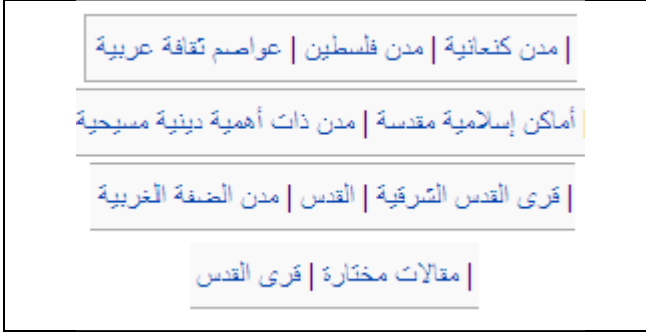 | مدن كنعانية | مدن فلسطين | عواصم ثقافة عربية
| أماكن إسلامية مقدسة | مدن ذات أهمية دينية مسيحية
| قرى القدس الشرقية | القدس | مدن الضفة الغربية
| مقالات مختارة | قرى القدس